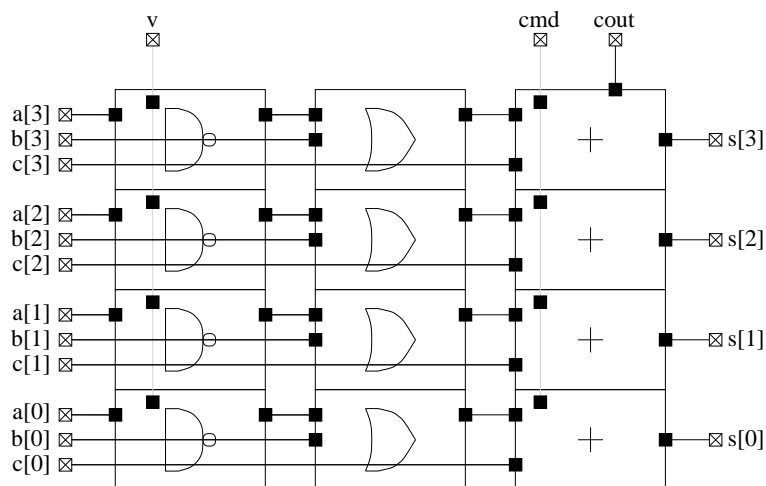 v cmd cout
a[3]
b[3]
c[3]
s[3]
a[2]
b[2]
c[2]
s[2]
a[1]
b[1]
c[1]
s[1]
a[0]
b[0]
c[0]
s[0]